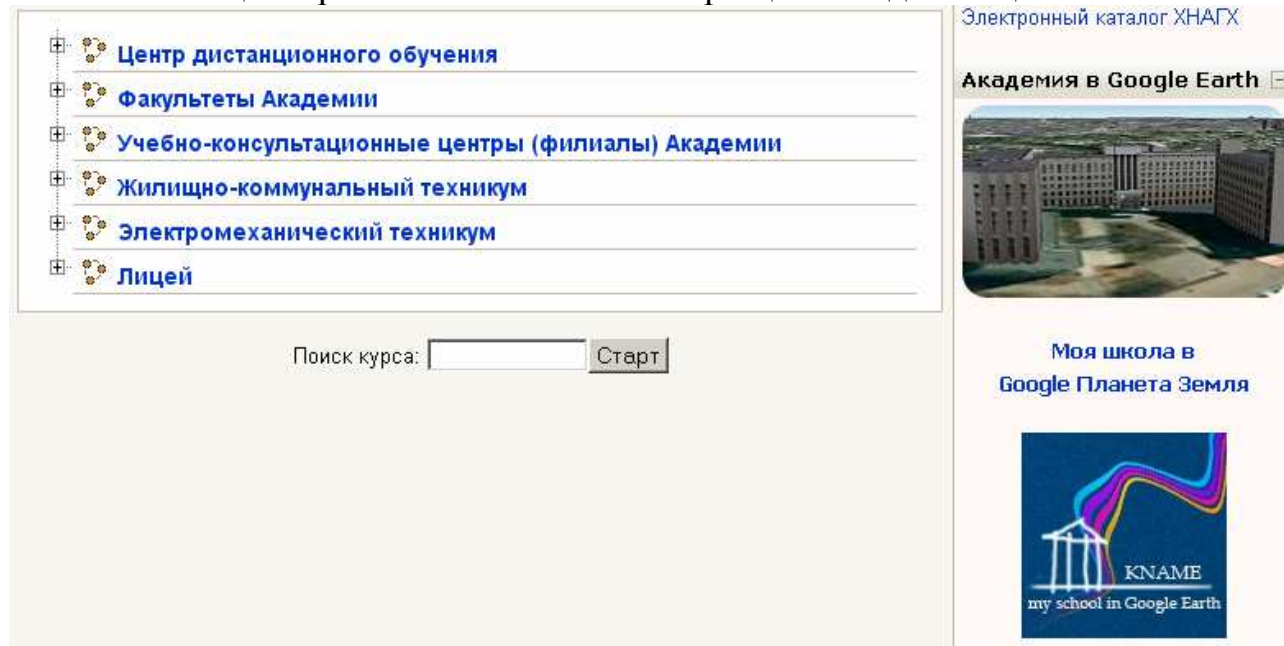 Центр дистанционного обучения
Факультеты Академии
Учебно-консультационные центры (филиалы) Академии
Жилищно-коммунальный техникум
Электромеханический техникум
Лицей
Поиск курса: Старт
Электронный каталог ХНАГХ
Академия в Google Earth
Моя школа в
Google Планета Земля
KNAME
my school in Google Earth